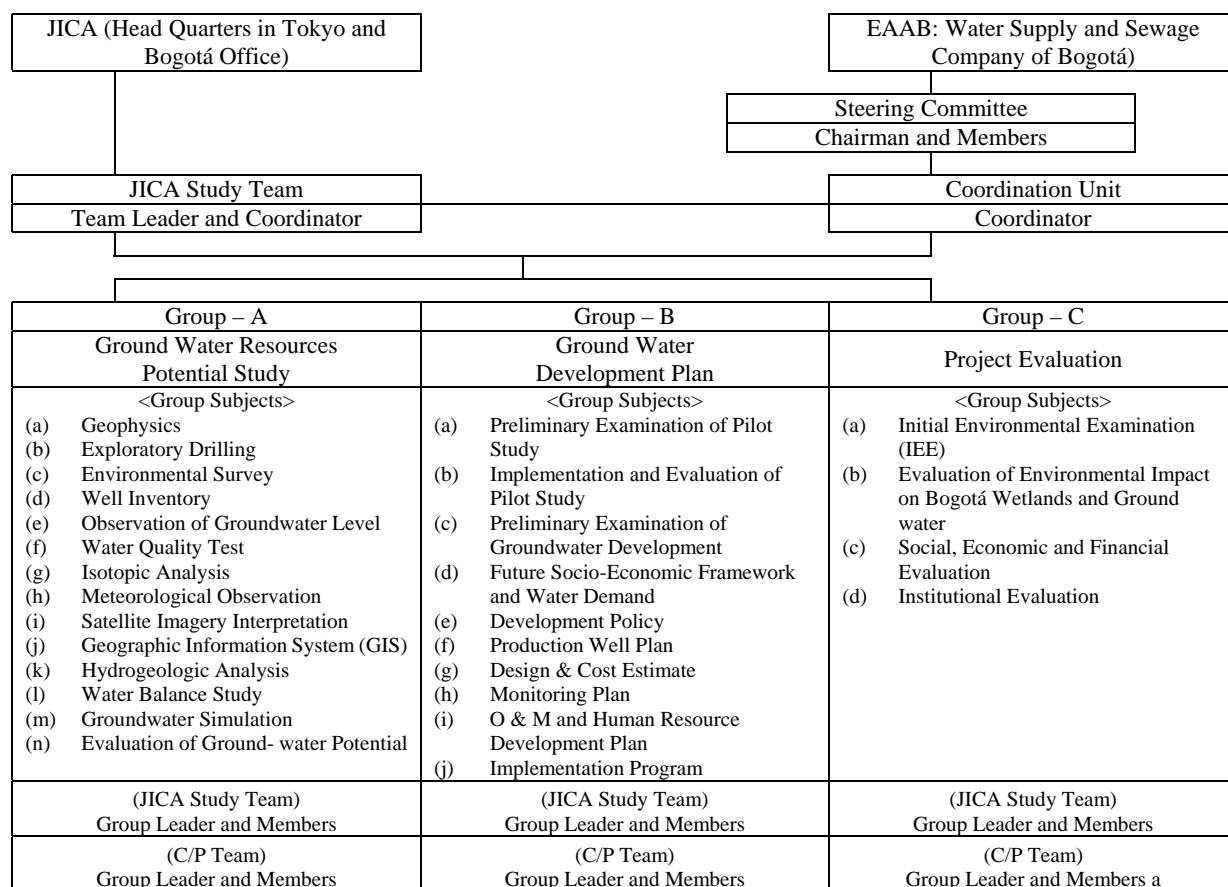 JICA (Head Quarters in Tokyo and
Bogotá Office)
EAAB: Water Supply and Sewage
Company of Bogotá)
Steering Committee
Chairman and Members
JICA Study Team
Team Leader and Coordinator
Coordination Unit
Coordinator
Group – A
Ground Water Resources
Potential Study
<Group Subjects>
(a) Geophysics
(b) Exploratory Drilling
(c) Environmental Survey
(d) Well Inventory
(e) Observation of Groundwater Level
(f) Water Quality Test
(g) Isotopic Analysis
(h) Meteorological Observation
(i) Satellite Imagery Interpretation
(j) Geographic Information System (GIS)
(k) Hydrogeologic Analysis
(l) Water Balance Study
(m) Groundwater Simulation
(n) Evaluation of Ground- water Potential
(JICA Study Team)
Group Leader and Members
(C/P Team)
Group Leader and Members
Group – B
Ground Water
Development Plan
<Group Subjects>
(a) Preliminary Examination of Pilot
Study
(b) Implementation and Evaluation of
Pilot Study
(c) Preliminary Examination of
Groundwater Development
(d) Future Socio-Economic Framework
and Water Demand
(e) Development Policy
(f) Production Well Plan
(g) Design & Cost Estimate
(h) Monitoring Plan
(i) O & M and Human Resource
Development Plan
(j) Implementation Program
(JICA Study Team)
Group Leader and Members
(C/P Team)
Group Leader and Members
Group – C
Project Evaluation
<Group Subjects>
(a) Initial Environmental Examination
(IEE)
(b) Evaluation of Environmental Impact
on Bogotá Wetlands and Ground
water
(c) Social, Economic and Financial
Evaluation
(d) Institutional Evaluation
(JICA Study Team)
Group Leader and Members
(C/P Team)
Group Leader and Members a